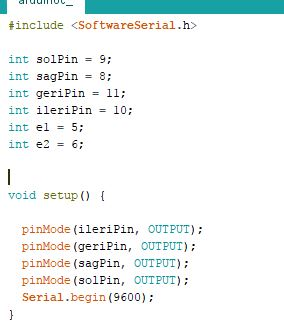 #include <SoftwareSerial.h>
int solPin = 9;
int sagPin = 8;
int geriPin = 11;
int ileriPin = 10;
int e1 = 5;
int e2 = 6;
void setup() {
pinMode(ileriPin, OUTPUT);
pinMode(geriPin, OUTPUT);
pinMode(sagPin, OUTPUT);
pinMode(solPin, OUTPUT);
Serial.begin(9600);
}